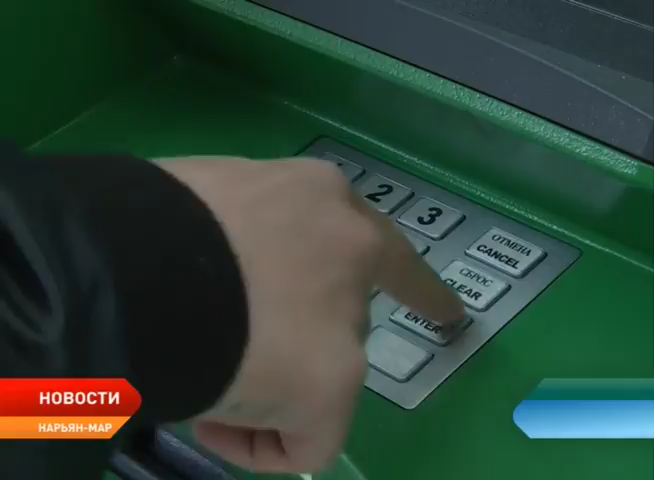 2
3
ОТМЕНА
CANCEL
СБРОС
CLEAR
ENTER
НОВОСТИ
НАРЬЯН-МАР